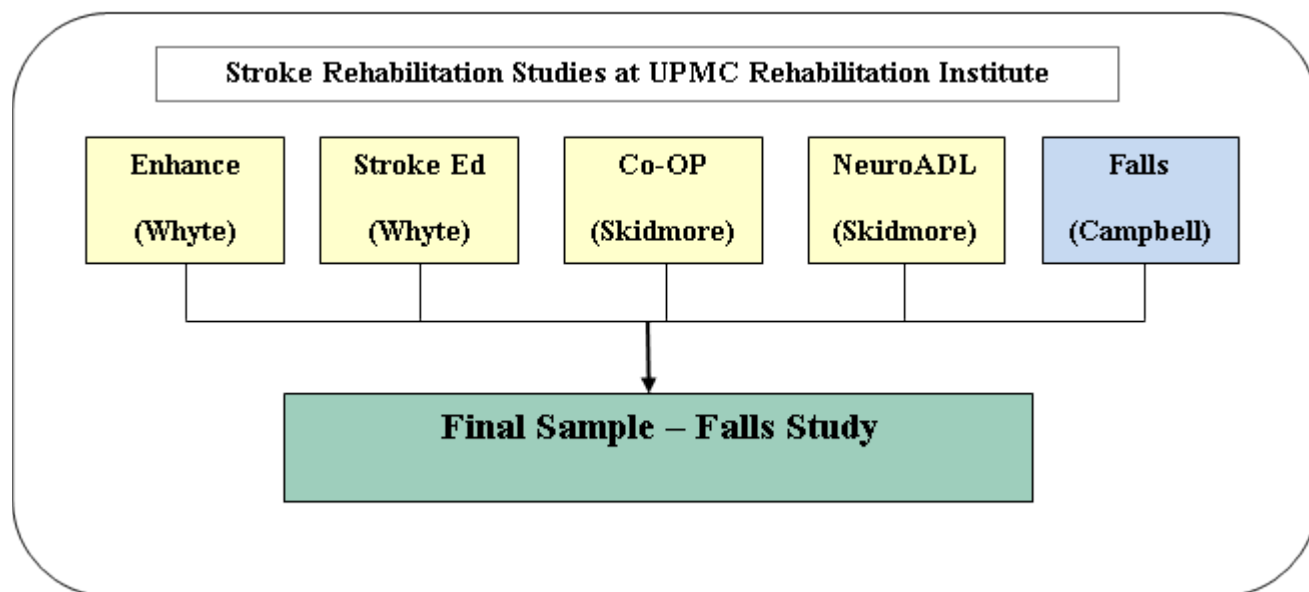 Stroke Rehabilitation Studies at UPMC Rehabilitation Institute
Enhance
(Whyte)
Stroke Ed
(Whyte)
Co-OP
(Skidmore)
NeuroADL
(Skidmore)
Falls
(Campbell)
Final Sample – Falls Study